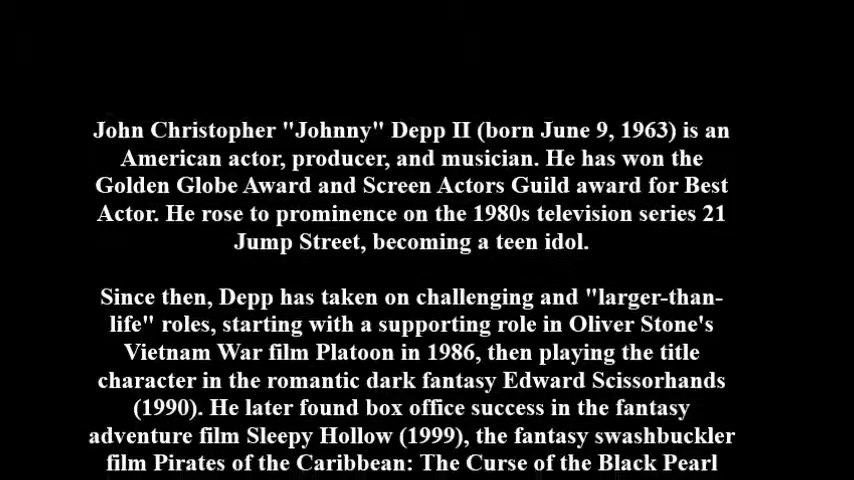 John Christopher "Johnny" Depp II (born June 9, 1963) is an
American actor, producer, and musician. He has won the
Golden Globe Award and Screen Actors Guild award for Best
Actor. He rose to prominence on the 1980s television series 21
Jump Street, becoming a teen idol.
Since then, Depp has taken on challenging and "larger-than-
life" roles, starting with a supporting role in Oliver Stone's
Vietnam War film Platoon in 1986, then playing the title
character in the romantic dark fantasy Edward Scissorhands
(1990). He later found box office success in the fantasy
adventure film Sleepy Hollow (1999), the fantasy swashbuckler
film Pirates of the Caribbean: The Curse of the Black Pearl